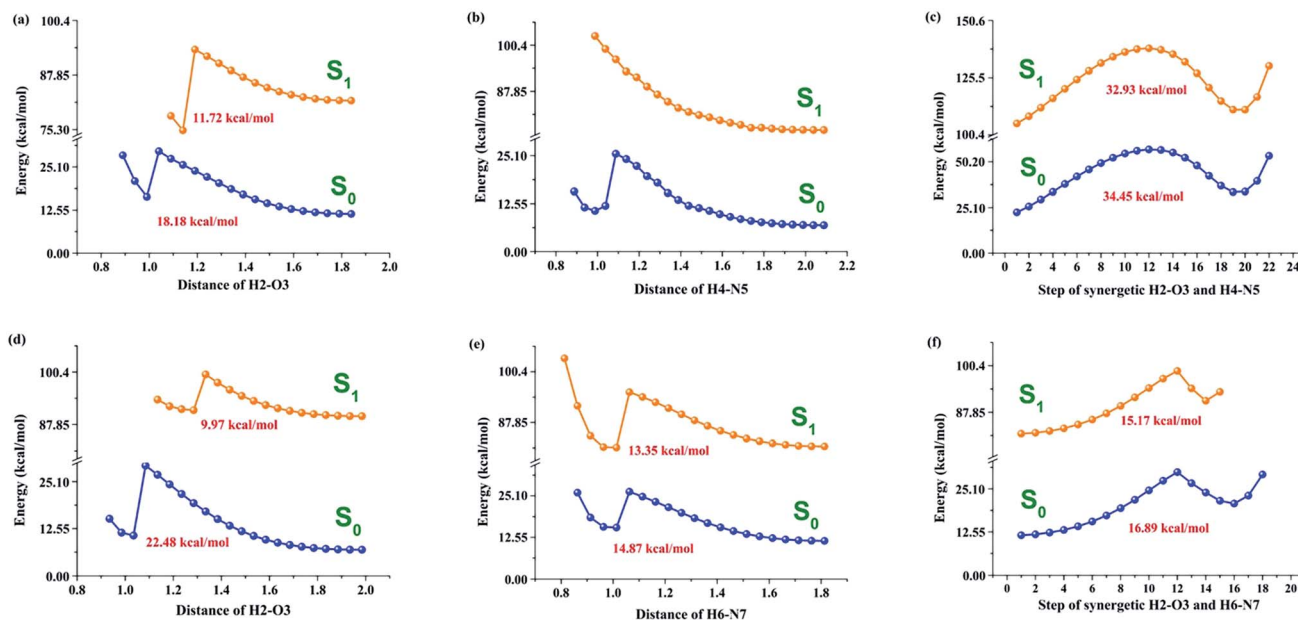 (a)
100.4
87.85
75.30
25.10
12.55
0.00
Energy (kcal/mol)
S1
11.72 kcal/mol
S0
18.18 kcal/mol
0.8 1.0 1.2 1.4 1.6 1.8 2.0
Distance of H2-O3
(b)
100.4
87.85
25.10
12.55
0.00
Energy (kcal/mol)
S1
S0
0.8 1.0 1.2 1.4 1.6 1.8 2.0 2.2
Distance of H4-N5
(c)
150.6
125.5
100.4
50.20
25.10
0.00
Energy (kcal/mol)
S1
32.93 kcal/mol
S0
34.45 kcal/mol
0 2 4 6 8 10 12 14 16 18 20 22 24
Step of synergetic H2-O3 and H4-N5
(d)
100.4
87.85
25.10
12.55
0.00
Energy (kcal/mol)
S1
9.97 kcal/mol
S0
22.48 kcal/mol
0.8 1.0 1.2 1.4 1.6 1.8 2.0
Distance of H2-O3
(e)
100.4
87.85
25.10
12.55
0.00
Energy (kcal/mol)
S1
13.35 kcal/mol
S0
14.87 kcal/mol
0.6 0.8 1.0 1.2 1.4 1.6 1.8
Distance of H6-N7
(f)
100.4
87.85
25.10
12.55
0.00
Energy (kcal/mol)
S1
15.17 kcal/mol
S0
16.89 kcal/mol
0 2 4 6 8 10 12 14 16 18 20
Step of synergetic H2-O3 and H6-N7